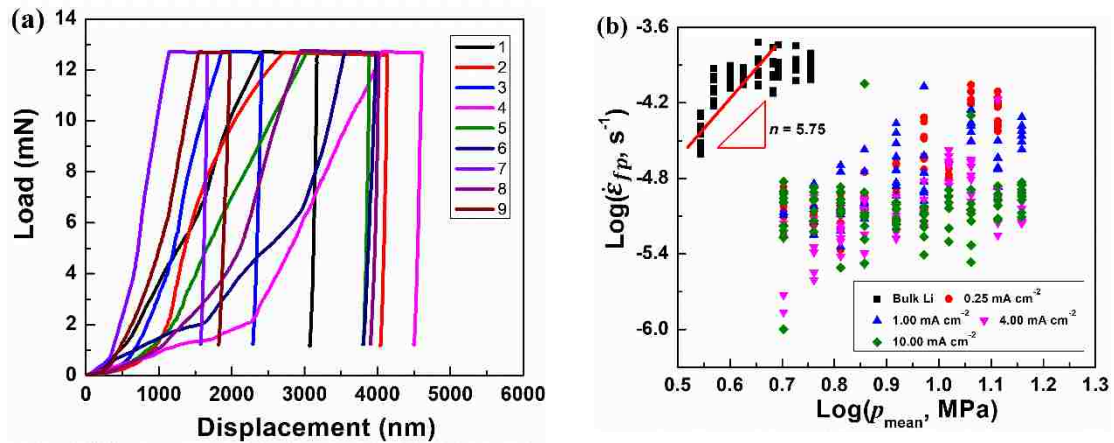 (a)
14
12
10
8
6
4
2
0
Load (mN)
0 1000 2000 3000 4000 5000 6000
Displacement (nm)
1
2
3
4
5
6
7
8
9
(b)
-3.6
-4.2
-4.8
-5.4
-6.0
Log(ε̇fp, s⁻¹)
n = 5.75
Bulk Li 0.25 mA cm⁻²
1.00 mA cm⁻² 4.00 mA cm⁻²
10.00 mA cm⁻²
0.5 0.6 0.7 0.8 0.9 1.0 1.1 1.2 1.3
Log(pmean, MPa)